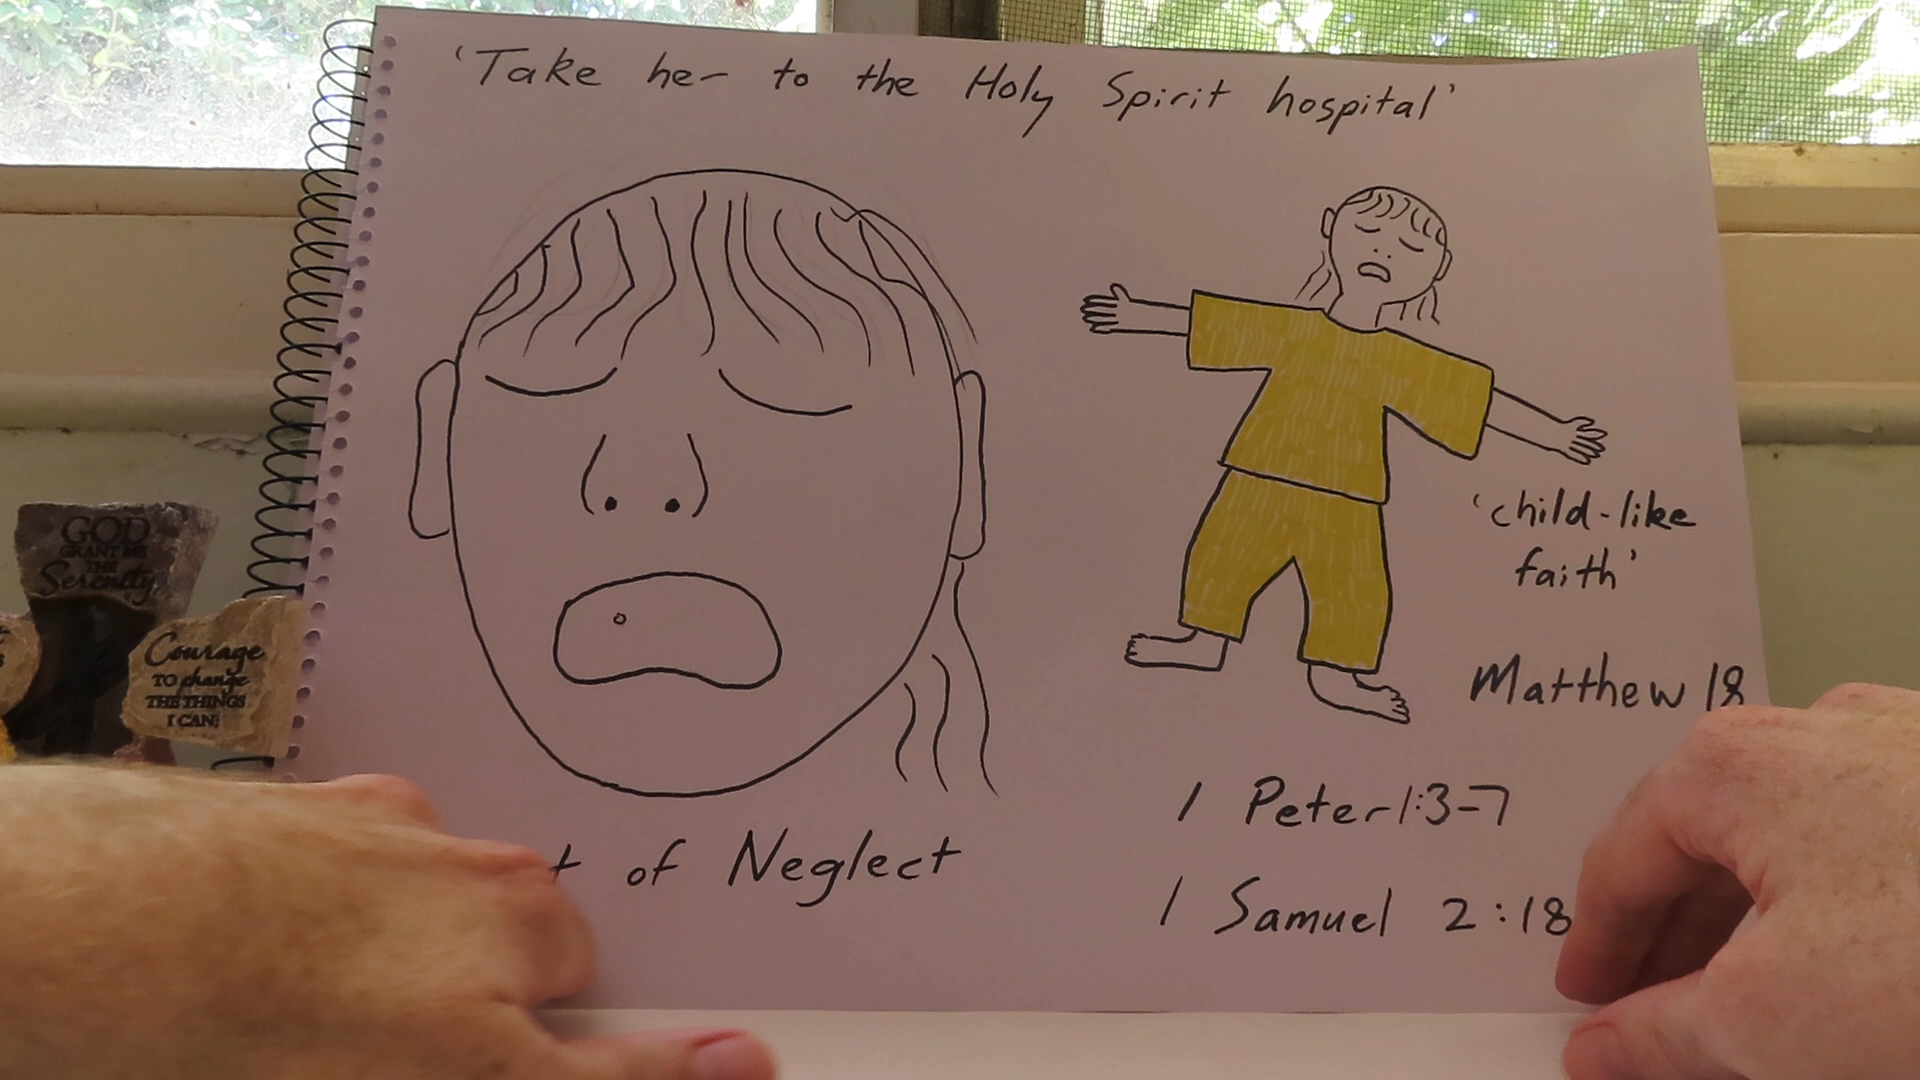 'Take her to the Holy Spirit hospital'
'child-like
faith'
Matthew 18
1 Peter 1:3-7
1 Samuel 2:18
of Neglect
GOD
GRANT ME
THE
Serenity
Courage
TO change
THE THINGS
I CAN;